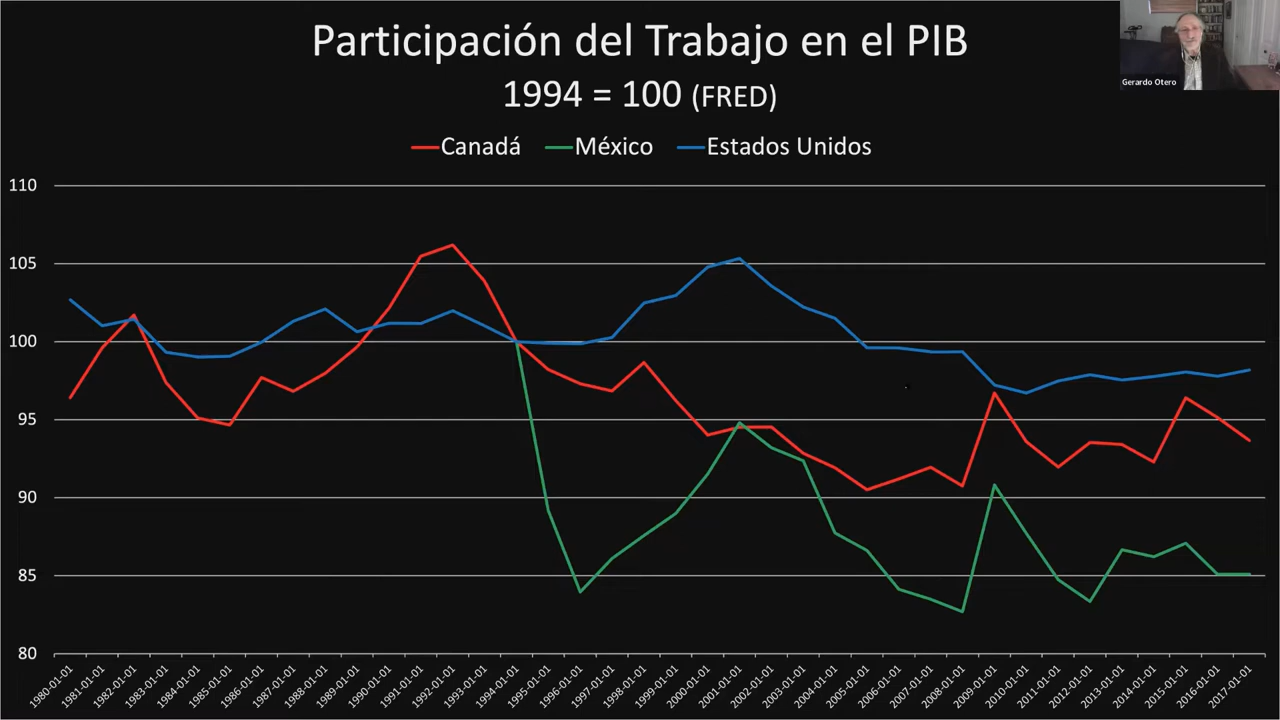 Participación del Trabajo en el PIB
1994 = 100 (FRED)
Gerardo Otero
Canadá México Estados Unidos
110
105
100
95
90
85
80
1980-01-01 1981-01-01 1982-01-01 1983-01-01 1984-01-01 1985-01-01 1986-01-01 1987-01-01 1988-01-01 1989-01-01 1990-01-01 1991-01-01 1992-01-01 1993-01-01 1994-01-01 1995-01-01 1996-01-01 1997-01-01 1998-01-01 1999-01-01 2000-01-01 2001-01-01 2002-01-01 2003-01-01 2004-01-01 2005-01-01 2006-01-01 2007-01-01 2008-01-01 2009-01-01 2010-01-01 2011-01-01 2012-01-01 2013-01-01 2014-01-01 2015-01-01 2016-01-01 2017-01-01